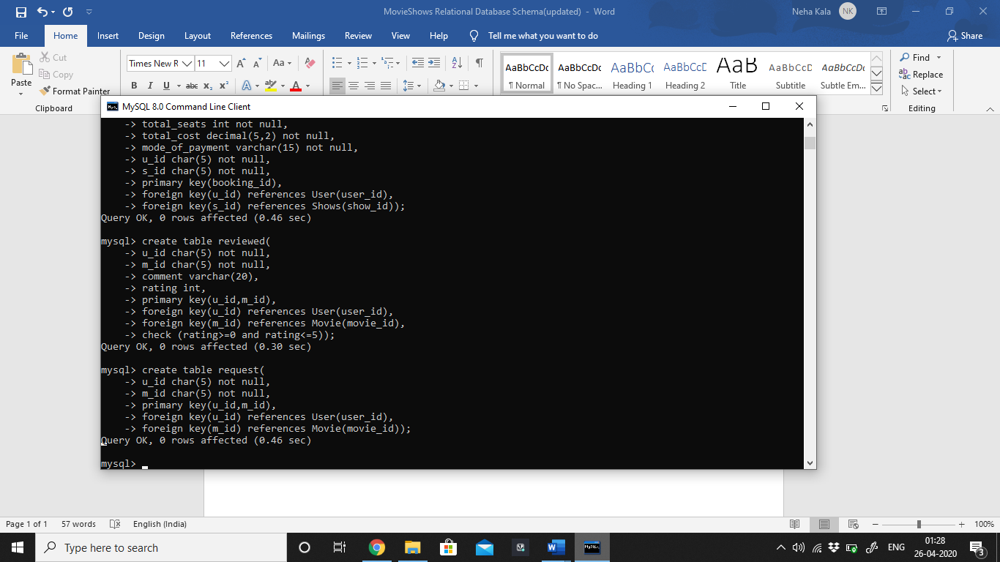 MovieShows Relational Database Schema(updated) - Word
Neha Kala NK
File Home Insert Design Layout References Mailings Review View Help Tell me what you want to do Share
Paste
Cut
Copy
Format Painter
Clipboard
Times New R 11
Aa
B I U abc x₂ x²
AaBbCcDc AaBbCcDc AaBbCc AaBbCcD AaB AaBbCcD AaBbCcDc
¶ Normal ¶ No Spac... Heading 1 Heading 2 Title Subtitle Subtle Em...
Find
Replace
Select
Editing
MySQL 8.0 Command Line Client
-> total_seats int not null,
-> total_cost decimal(5,2) not null,
-> mode_of_payment varchar(15) not null,
-> u_id char(5) not null,
-> s_id char(5) not null,
-> primary key(booking_id),
-> foreign key(u_id) references User(user_id),
-> foreign key(s_id) references Shows(show_id));
Query OK, 0 rows affected (0.46 sec)
mysql> create table reviewed(
-> u_id char(5) not null,
-> m_id char(5) not null,
-> comment varchar(20),
-> rating int,
-> primary key(u_id,m_id),
-> foreign key(u_id) references User(user_id),
-> foreign key(m_id) references Movie(movie_id),
-> check (rating>=0 and rating<=5));
Query OK, 0 rows affected (0.30 sec)
mysql> create table request(
-> u_id char(5) not null,
-> m_id char(5) not null,
-> primary key(u_id,m_id),
-> foreign key(u_id) references User(user_id),
-> foreign key(m_id) references Movie(movie_id));
Query OK, 0 rows affected (0.46 sec)
mysql>
Page 1 of 1 57 words English (India) 100%
Type here to search
ENG
01:28
26-04-2020
3